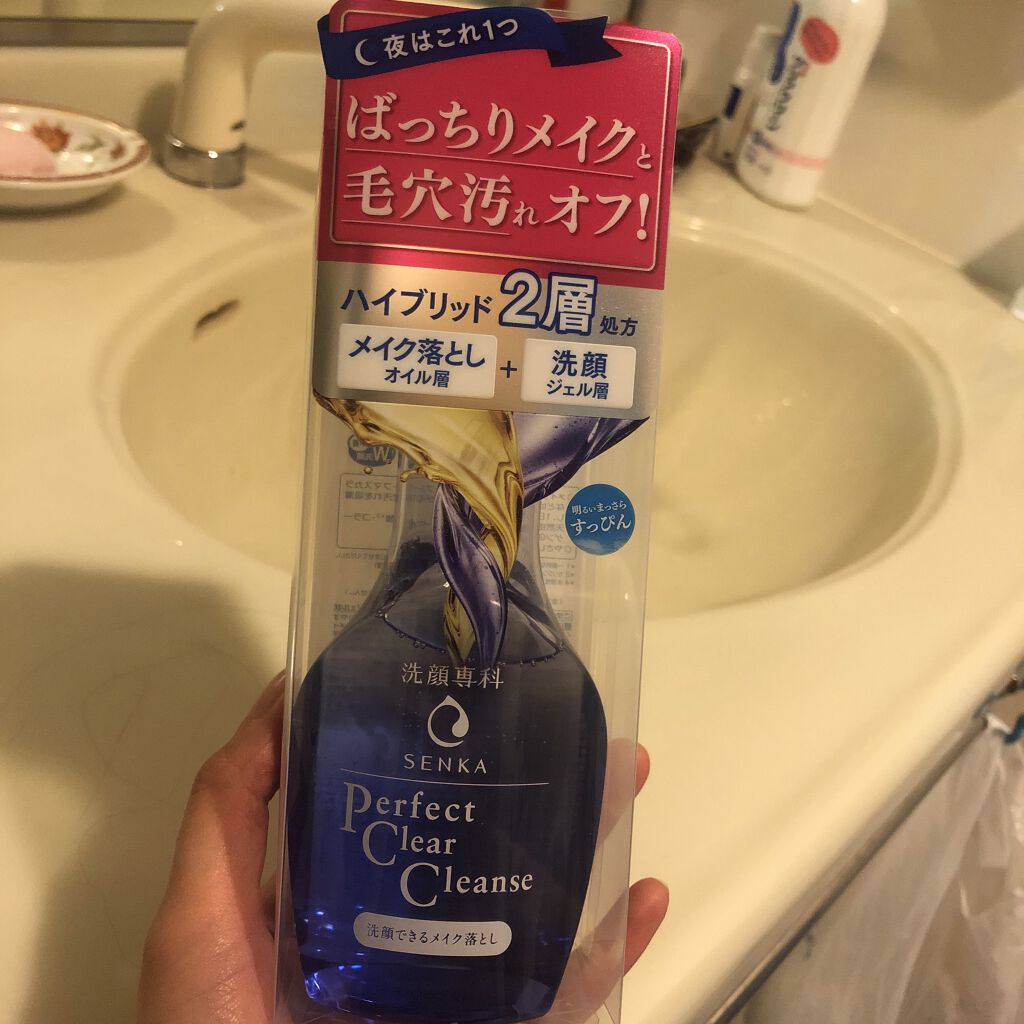 夜はこれ1つ
ばっちりメイクと
毛穴汚れオフ!
ハイブリッド2層処方
メイク落とし
オイル層
+
洗顔
ジェル層
明るいまっさら
すっぴん
洗顔専科
SENKA
Perfect
Clear
Cleanse
洗顔できるメイク落とし